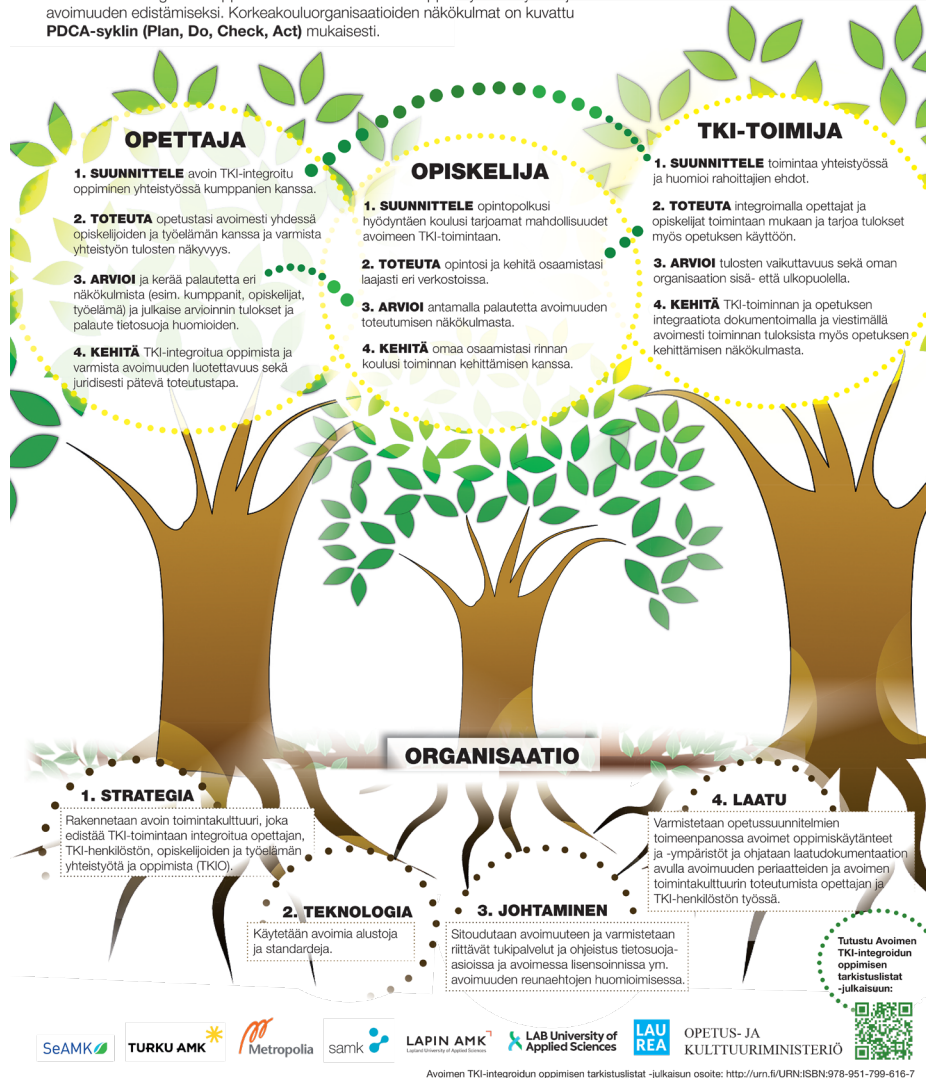 avoimuuden edistämiseksi. Korkeakouluorganisaatioiden näkökulmat on kuvattu
PDCA-syklin (Plan, Do, Check, Act) mukaisesti.
OPETTAJA
1. SUUNNITTELE avoin TKI-integroitu
oppiminen yhteistyössä kumppanien kanssa.
2. TOTEUTA opetustasi avoimesti yhdessä
opiskelijoiden ja työelämän kanssa ja varmista
yhteistyön tulosten näkyvyys.
3. ARVIOI ja kerää palautetta eri
näkökulmista (esim. kumppanit, opiskelijat,
työelämä) ja julkaise arvioinnin tulokset ja
palaute tietosuoja huomioiden.
4. KEHITÄ TKI-integroitua oppimista ja
varmista avoimuuden luotettavuus sekä
juridisesti pätevä toteutustapa.
OPISKELIJA
1. SUUNNITTELE opintopolkusi
hyödyntäen koulusi tarjoamat mahdollisuudet
avoimeen TKI-toimintaan.
2. TOTEUTA opintosi ja kehitä osaamistasi
laajasti eri verkostoissa.
3. ARVIOI antamalla palautetta avoimuuden
toteutumisen näkökulmasta.
4. KEHITÄ omaa osaamistasi rinnan
koulusi toiminnan kehittämisen kanssa.
TKI-TOIMIJA
1. SUUNNITTELE toimintaa yhteistyössä
ja huomioi rahoittajien ehdot.
2. TOTEUTA integroimalla opettajat ja
opiskelijat toimintaan mukaan ja tarjoa tulokset
myös opetuksen käyttöön.
3. ARVIOI tulosten vaikuttavuus sekä oman
organisaation sisä- että ulkopuolella.
4. KEHITÄ TKI-toiminnan ja opetuksen
integraatiota dokumentoimalla ja viestimällä
avoimesti toiminnan tuloksista myös opetuksen
kehittämisen näkökulmasta.
ORGANISAATIO
1. STRATEGIA
Rakennetaan avoin toimintakulttuuri, joka
edistää TKI-toimintaan integroitua opettajan,
TKI-henkilöstön, opiskelijoiden ja työelämän
yhteistyötä ja oppimista (TKIO).
2. TEKNOLOGIA
Käytetään avoimia alustoja
ja standardeja.
3. JOHTAMINEN
Sitoudutaan avoimuuteen ja varmistetaan
riittävät tukipalvelut ja ohjeistus tietosuoja-
asioissa ja avoimessa lisensoinnissa ym.
avoimuuden reunaehtojen huomioimisessa.
4. LAATU
Varmistetaan opetussuunnitelmien
toimeenpanossa avoimet oppimiskäytänteet
ja -ympäristöt ja ohjataan laatudokumentaation
avulla avoimuuden periaatteiden ja avoimen
toimintakulttuurin toteutumista opettajan ja
TKI-henkilöstön työssä.
Tutustu Avoimen
TKI-integroidun
oppimisen
tarkistuslistat
-julkaisuun:
SeAMK
TURKU AMK
Metropolia
samk
LAPIN AMK
Lapland University of Applied Sciences
LAB University of
Applied Sciences
LAU
REA
OPETUS- JA
KULTTUURIMINISTERIÖ
Avoimen TKI-integroidun oppimisen tarkistuslistat -julkaisun osoite: http://urn.fi/URN:ISBN:978-951-799-616-7